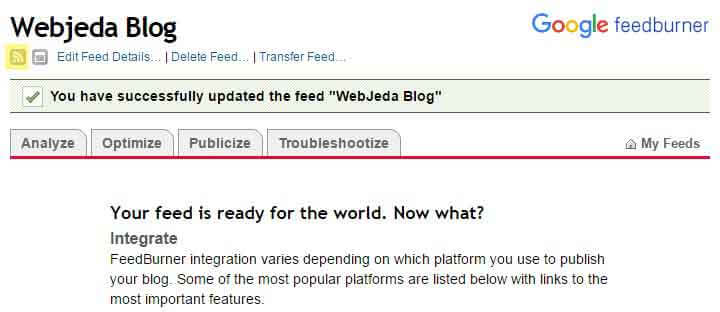 Webjeda Blog
Google feedburner
Edit Feed Details... | Delete Feed... | Transfer Feed...
You have successfully updated the feed "WebJeda Blog"
Analyze Optimize Publicize Troubleshootize My Feeds
Your feed is ready for the world. Now what?
Integrate
FeedBurner integration varies depending on which platform you use to publish
your blog. Some of the most popular platforms are listed below with links to the
most important features.